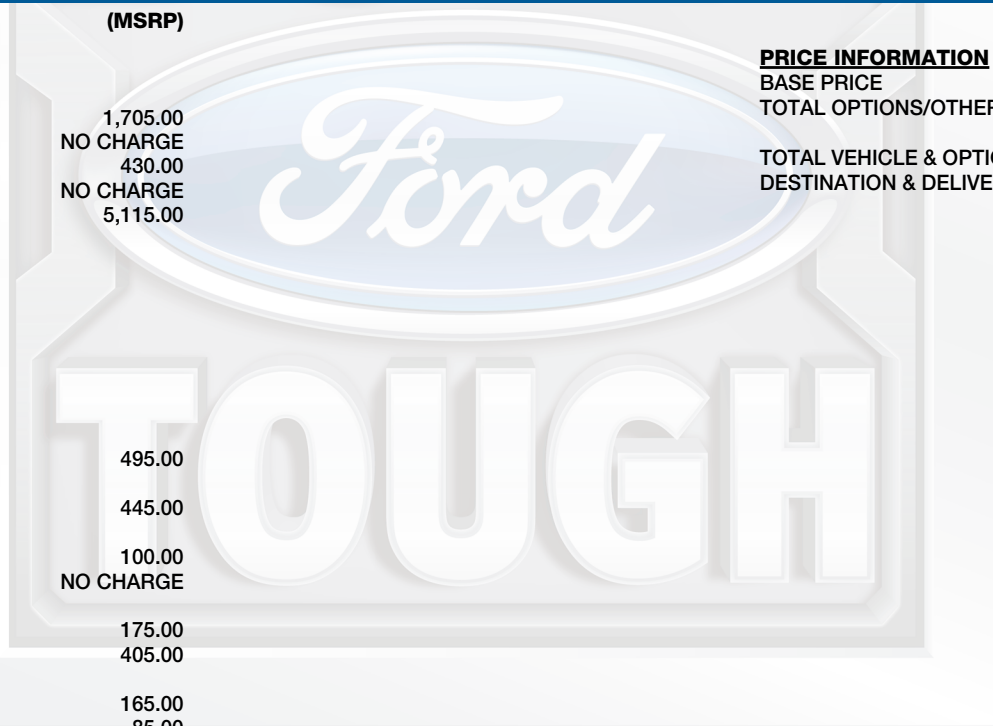 (MSRP)
1,705.00
NO CHARGE
430.00
NO CHARGE
5,115.00
495.00
445.00
100.00
NO CHARGE
175.00
405.00
165.00
85.00
PRICE INFORMATION
BASE PRICE
TOTAL OPTIONS/OTHER
TOTAL VEHICLE & OPTIO
DESTINATION & DELIVE
Ford
TOUGH